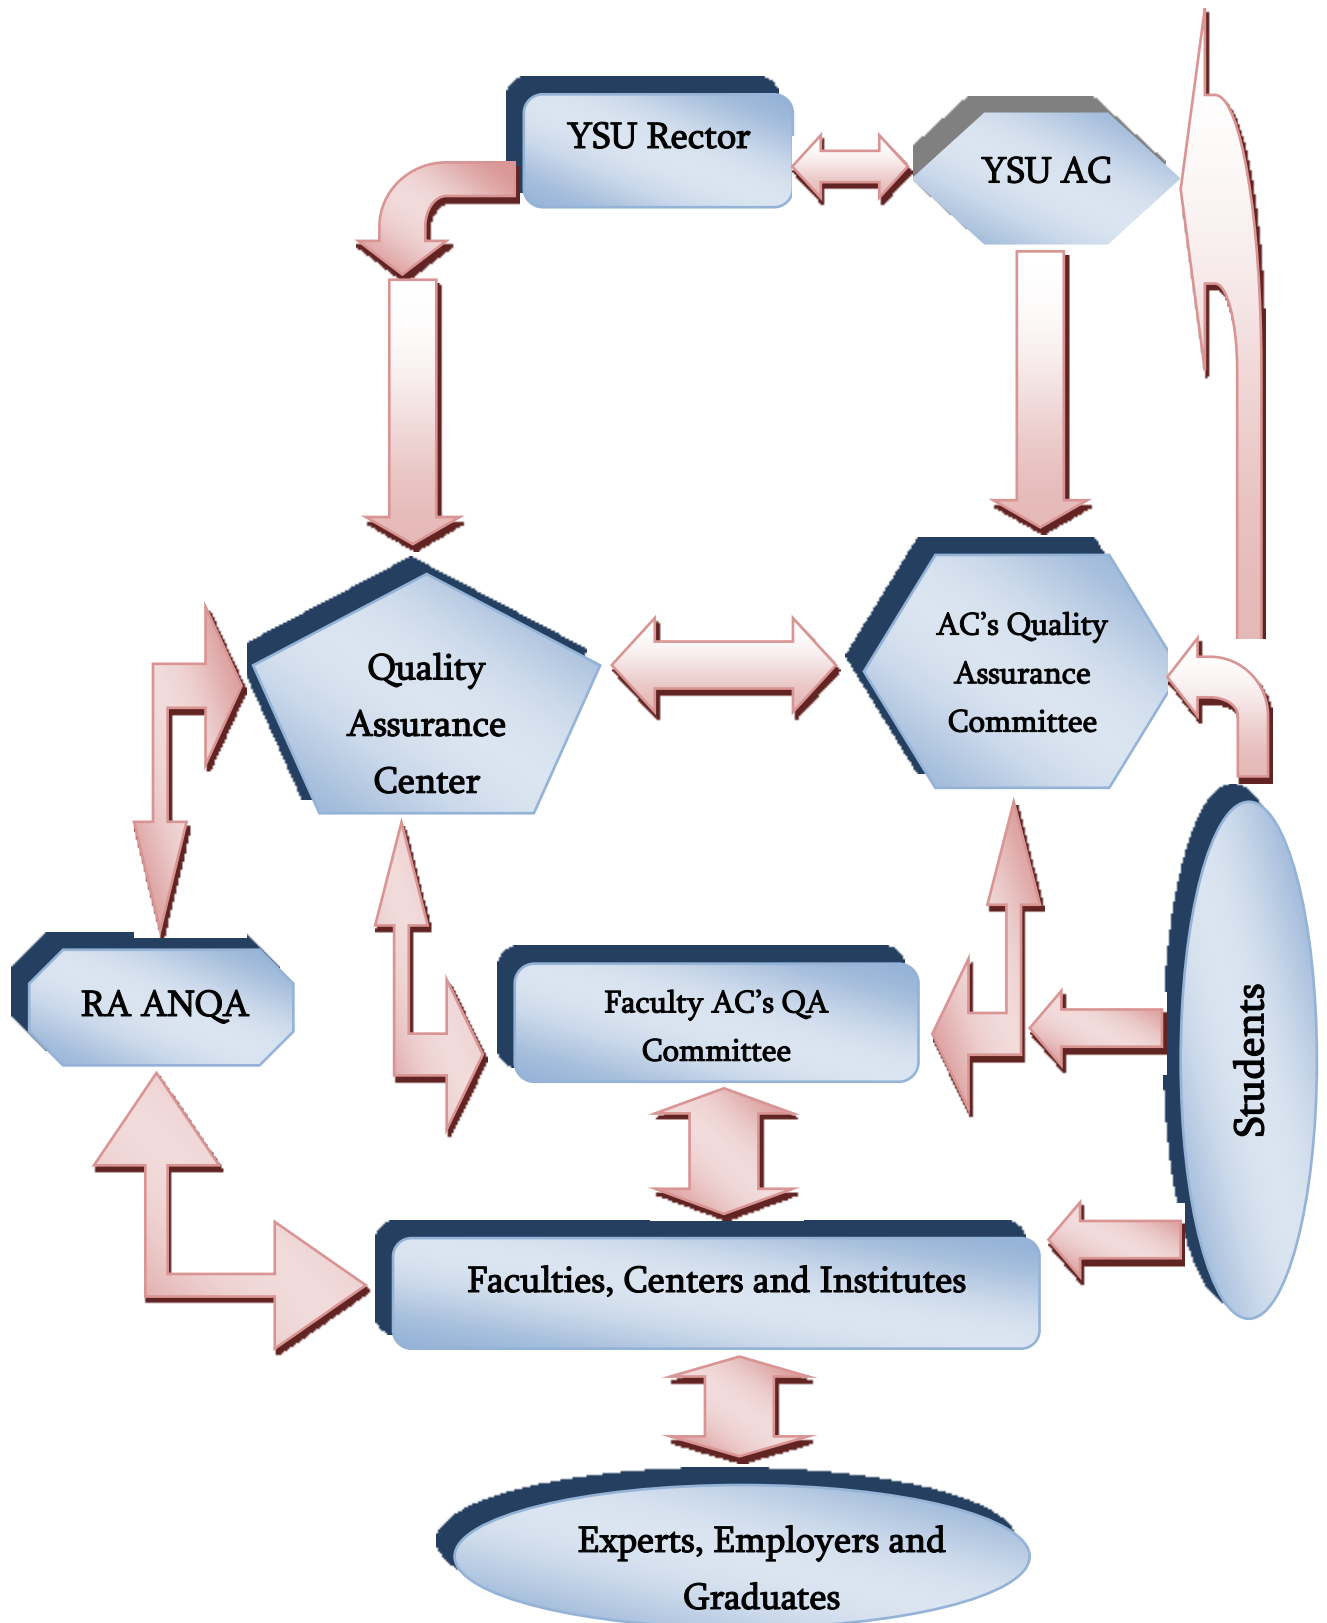 YSU Rector
YSU AC
Quality
Assurance
Center
AC’s Quality
Assurance
Committee
RA ANQA
Faculty AC’s QA
Committee
Students
Faculties, Centers and Institutes
Experts, Employers and
Graduates